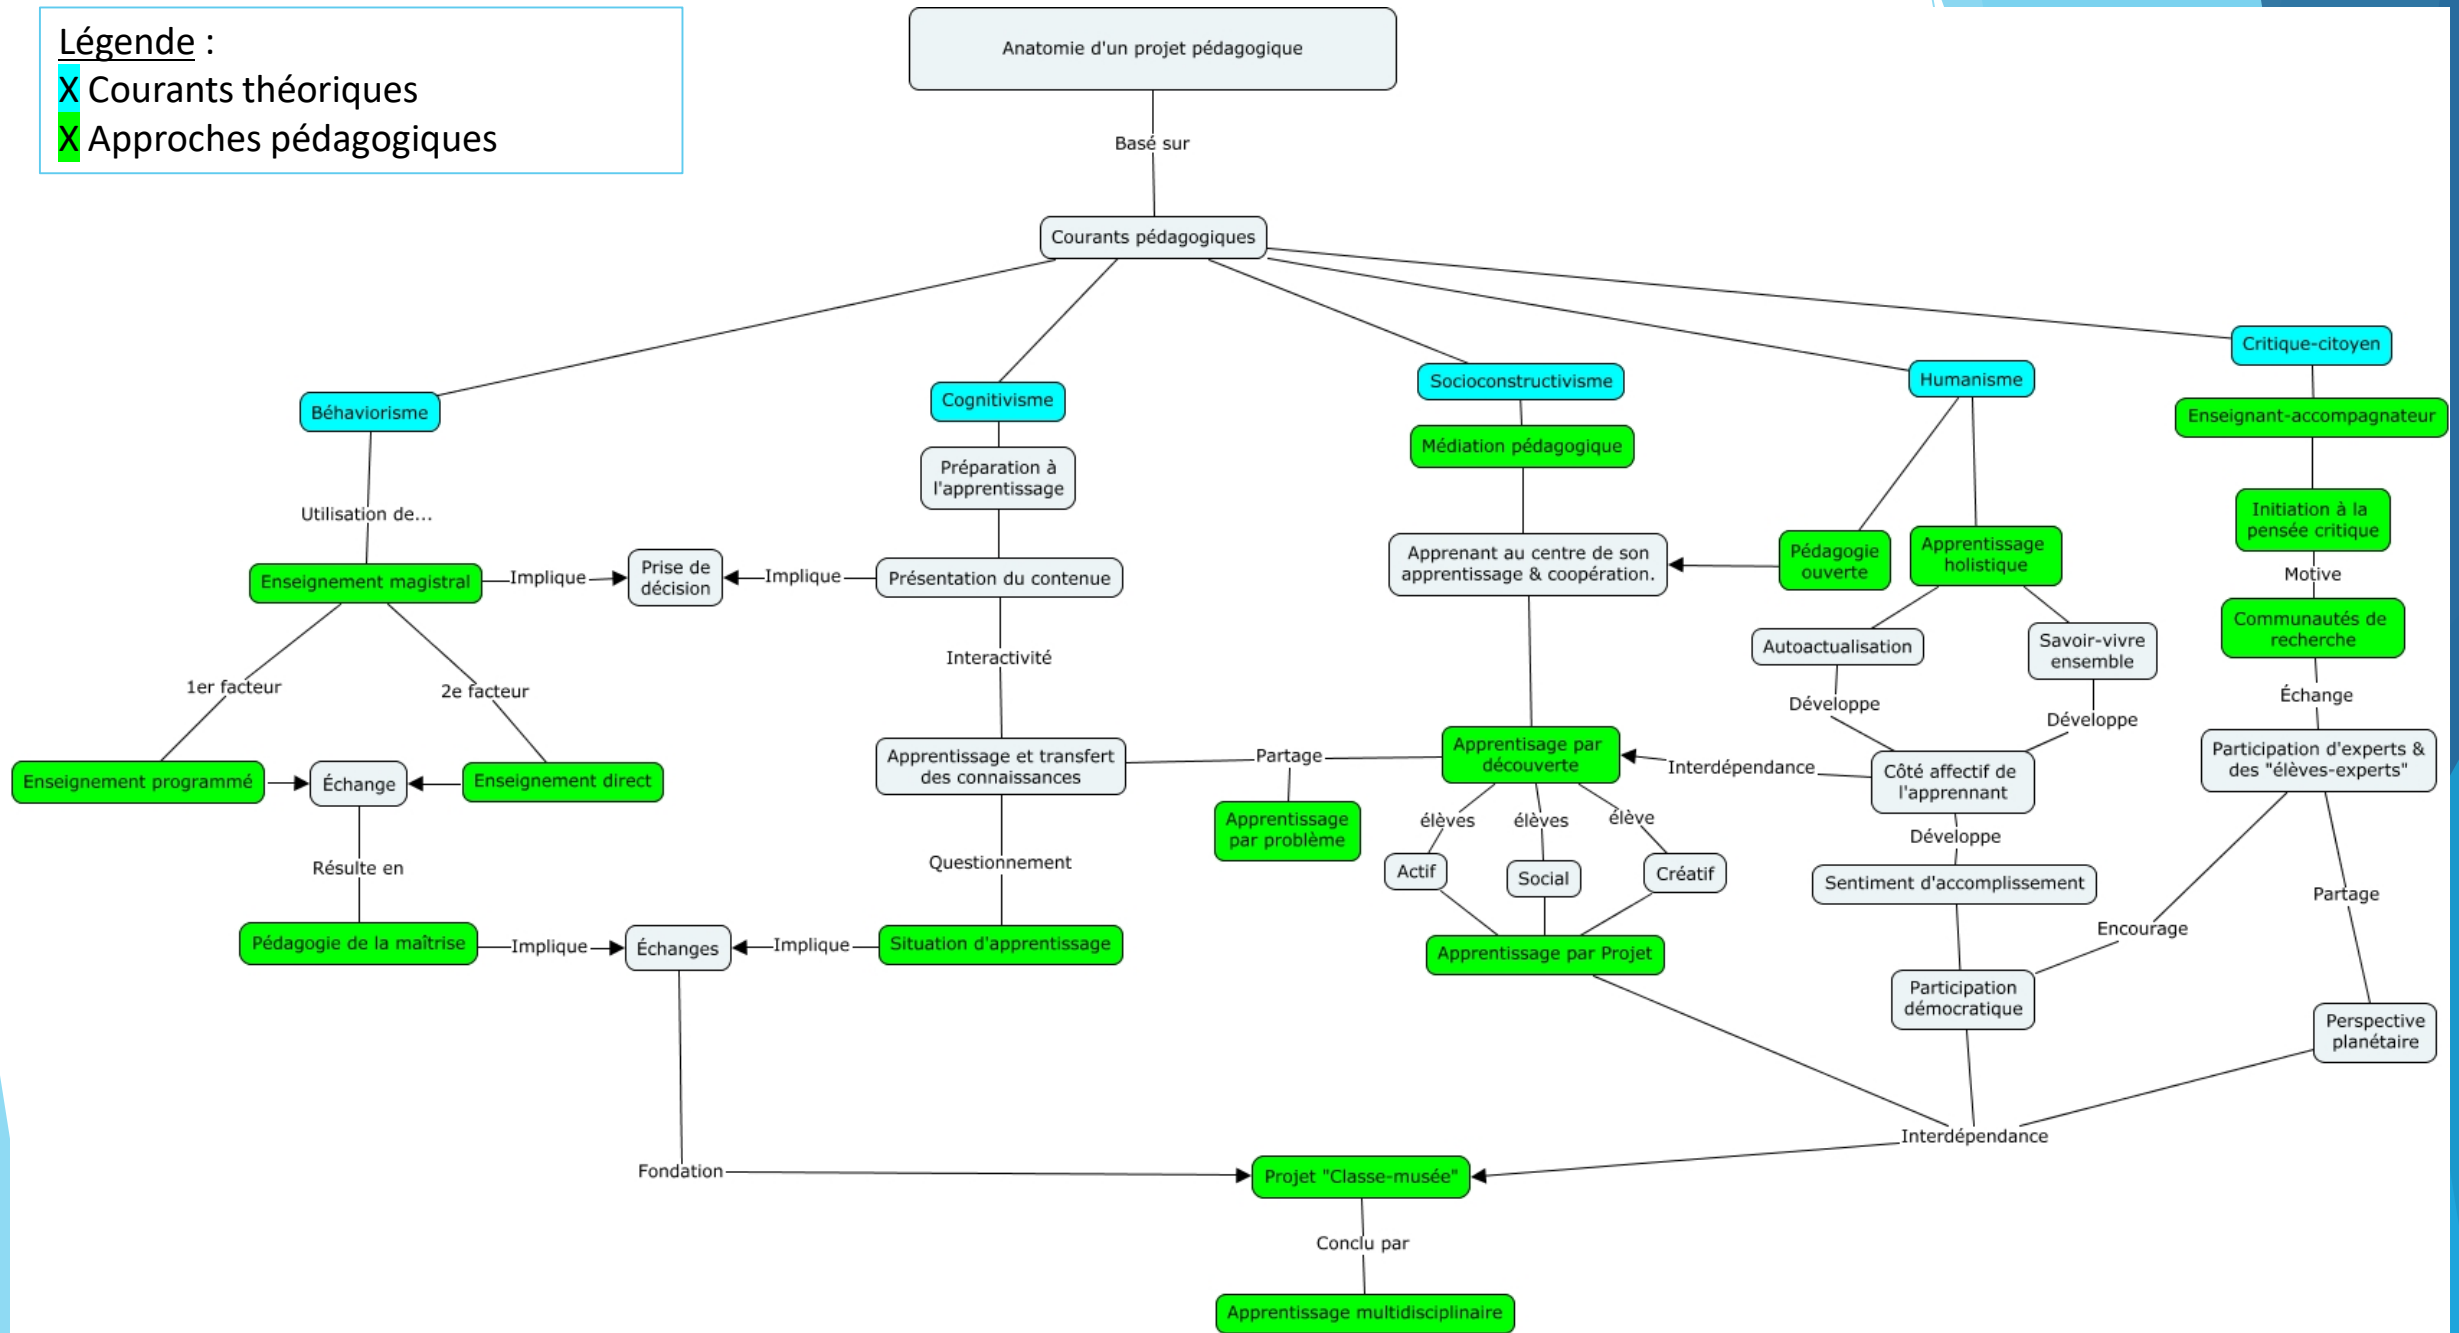 Légende :
X Courants théoriques
X Approches pédagogiques
Anatomie d'un projet pédagogique
Basé sur
Courants pédagogiques
Critique-citoyen
Socioconstructivisme
Humanisme
Cognitivisme
Béhaviorisme
Enseignant-accompagnateur
Médiation pédagogique
Préparation à
l'apprentissage
Utilisation de...
Initiation à la
pensée critique
Enseignement magistral
Implique
Prise de
décision
Implique
Présentation du contenue
Apprenant au centre de son
apprentissage & coopération.
Pédagogie
ouverte
Apprentissage
holistique
Motive
Communautés de
recherche
Interactivité
Autoactualisation
Savoir-vivre
ensemble
1er facteur
2e facteur
Développe
Développe
Échange
Enseignement programmé
Échange
Enseignement direct
Apprentissage et transfert
des connaissances
Partage
Apprentisage par
découverte
Interdépendance
Côté affectif de
l'apprennant
Participation d'experts &
des "élèves-experts"
Apprentissage
par problème
élèves
élèves
élève
Développe
Résulte en
Questionnement
Actif
Social
Créatif
Sentiment d'accomplissement
Partage
Encourage
Pédagogie de la maîtrise
Implique
Échanges
Implique
Situation d'apprentissage
Apprentissage par Projet
Participation
démocratique
Perspective
planétaire
Interdépendance
Fondation
Projet "Classe-musée"
Conclu par
Apprentissage multidisciplinaire